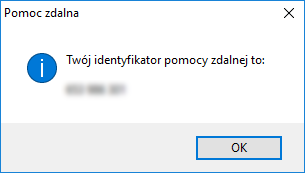 Pomoc zdalna
Twój identyfikator pomocy zdalnej to:
OK